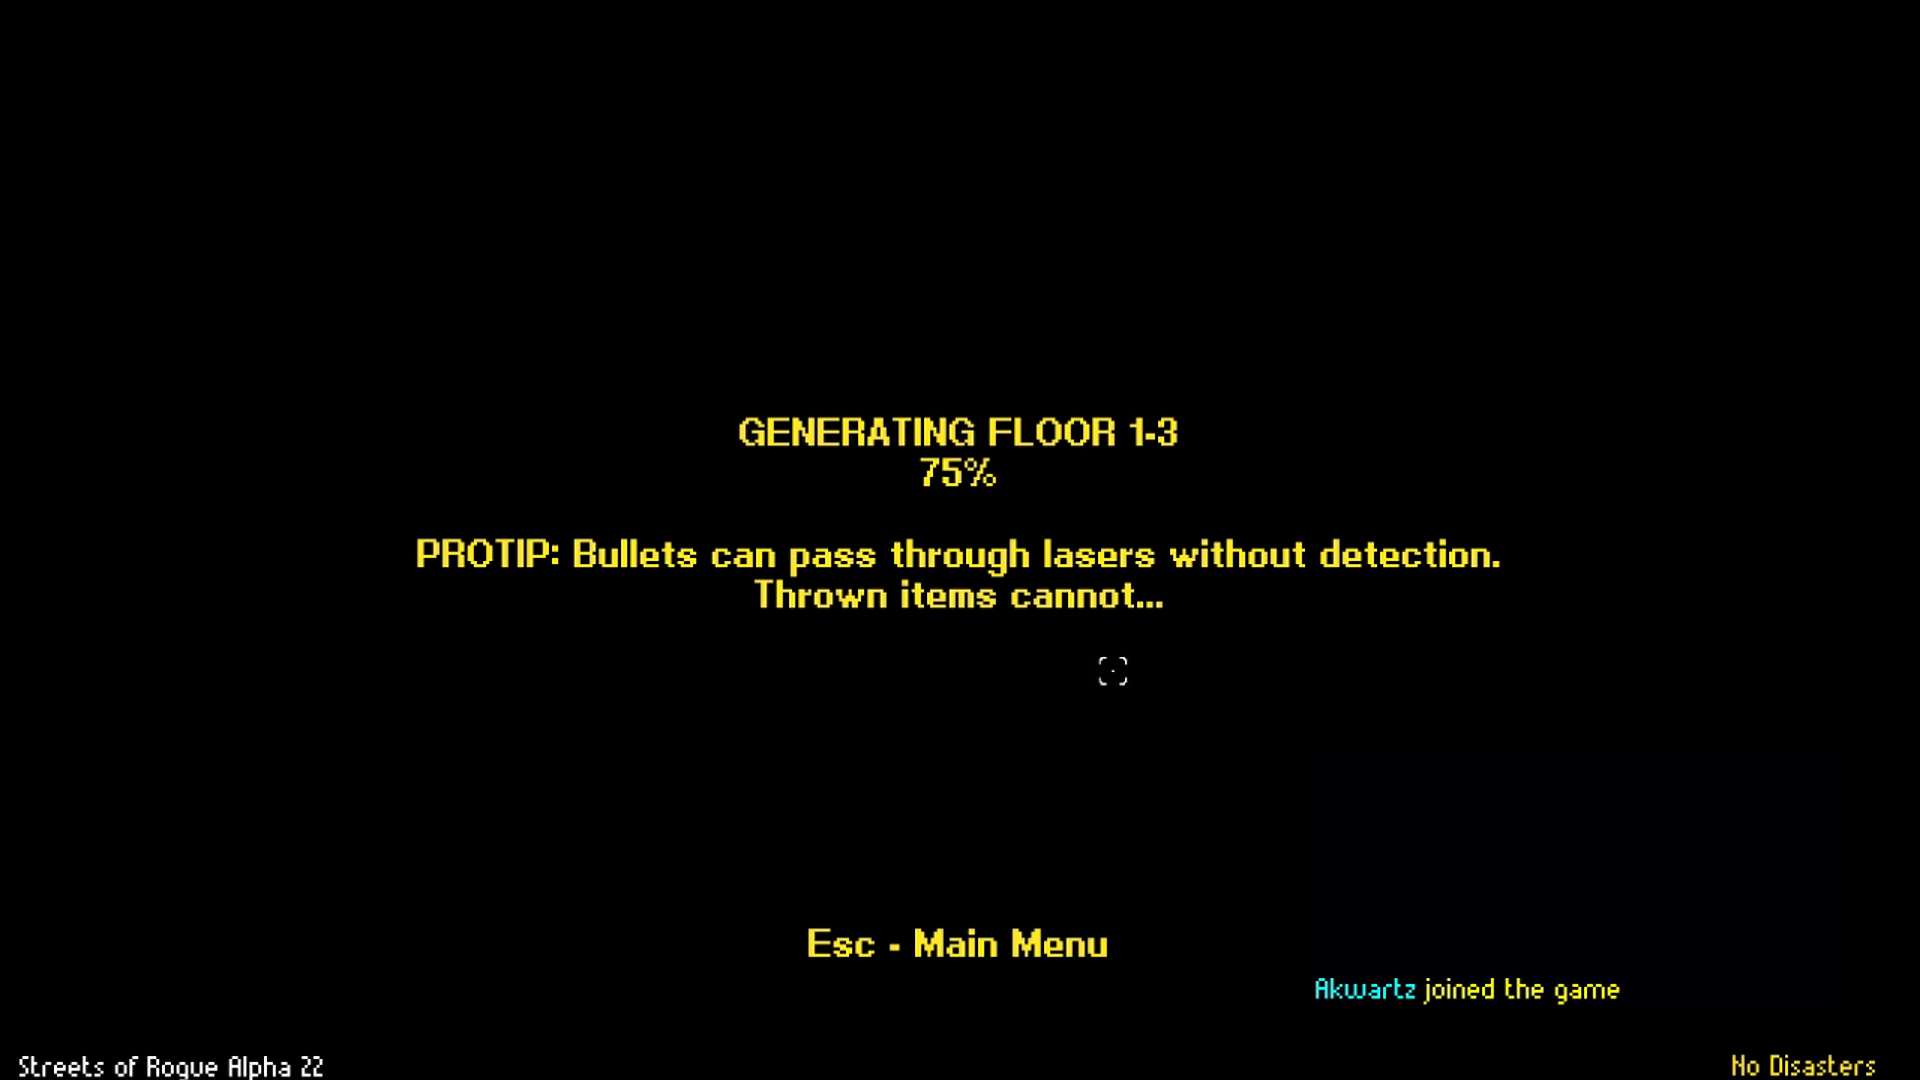 GENERATING FLOOR 1-3
75%
PROTIP: Bullets can pass through lasers without detection.
Thrown items cannot...
Esc - Main Menu
Akwartz joined the game
Streets of Rogue Alpha 22
No Disasters